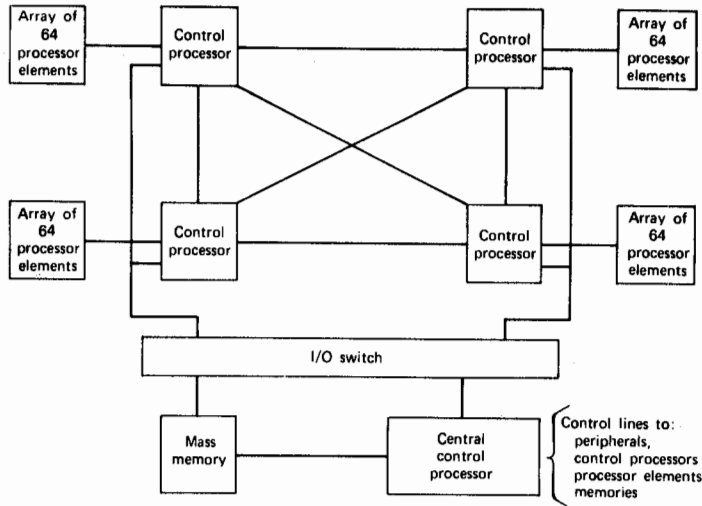 Array of
64
processor
elements
Control
processor
Control
processor
Array of
64
processor
elements
Array of
64
processor
elements
Control
processor
Control
processor
Array of
64
processor
elements
I/O switch
Mass
memory
Central
control
processor
Control lines to:
peripherals,
control processors
processor elements
memories